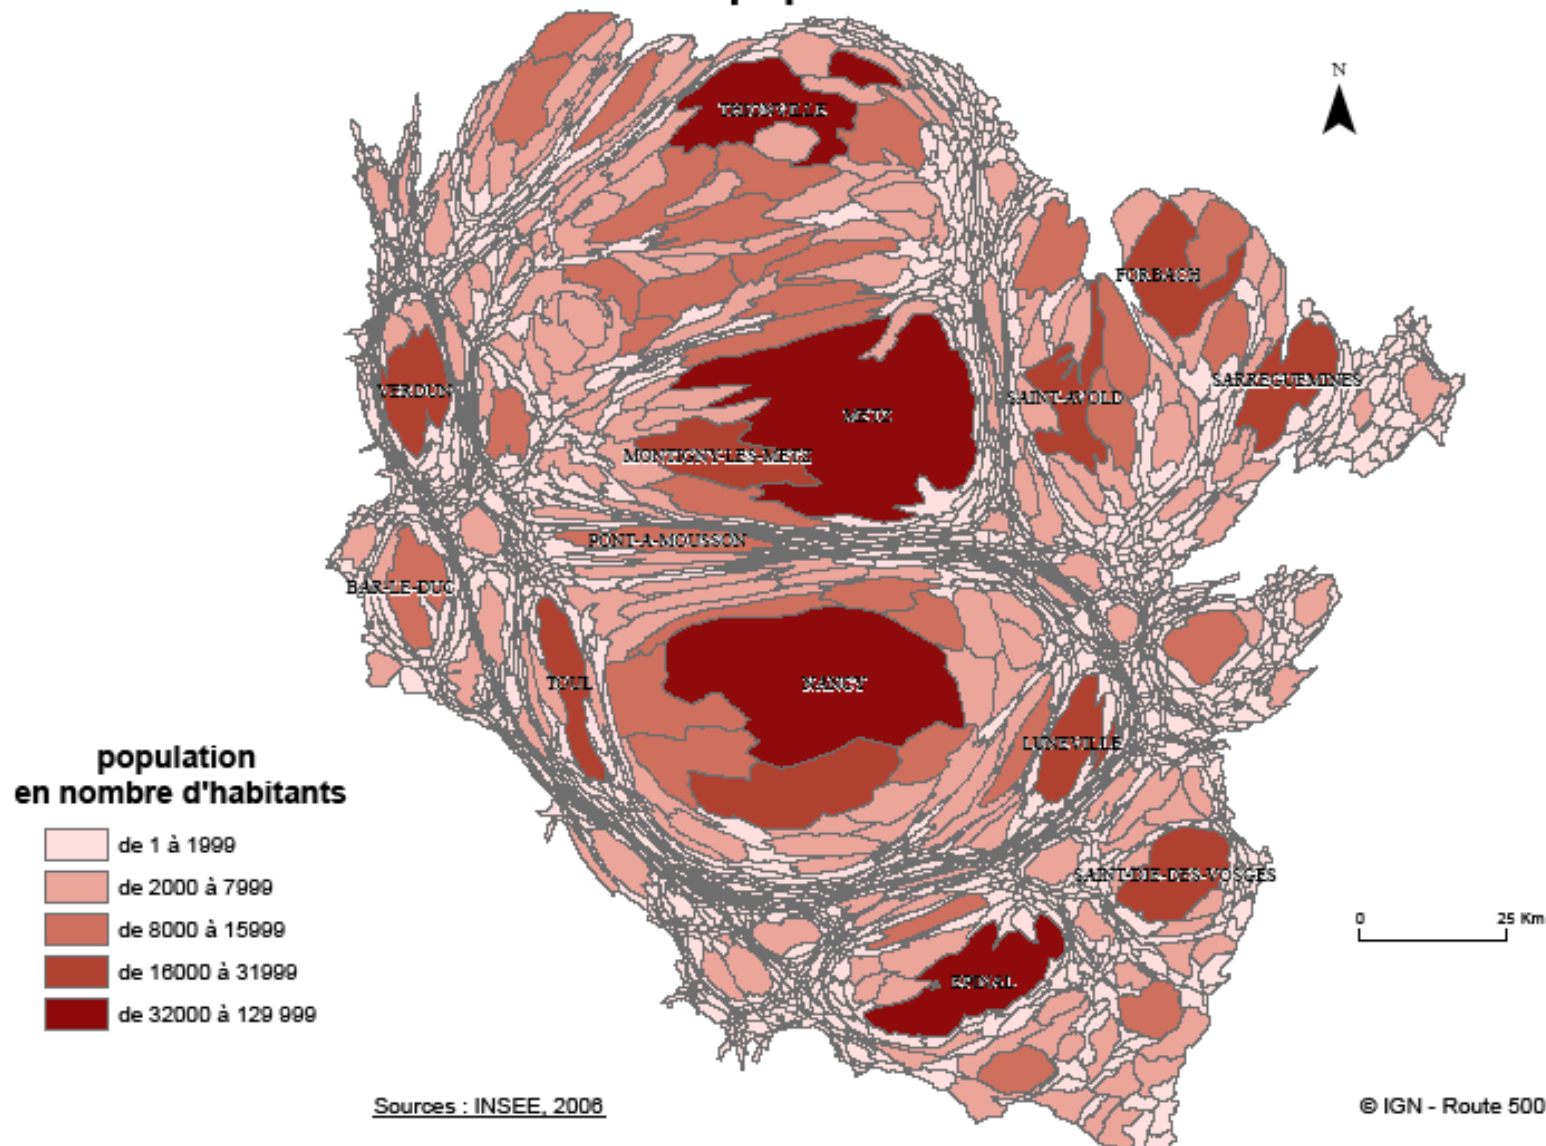 N
THIONVILLE
FORBACH
VERDUN
SARREGUEMINES
SAINT-AVOLD
METZ
MONTIGNY-LES-METZ
PONT-A-MOUSSON
BAR-LE-DUC
TOUL
NANCY
LUNEVILLE
SAINT-DIE-DES-VOSGES
EPINAL
population
en nombre d'habitants
de 1 à 1999
de 2000 à 7999
de 8000 à 15999
de 16000 à 31999
de 32000 à 129 999
0 25 Km
Sources : INSEE, 2006
© IGN - Route 500